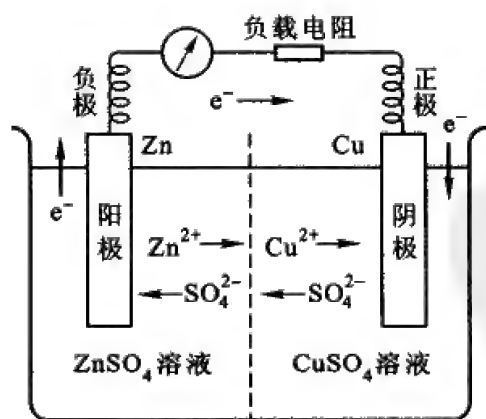 负载电阻
负极
正极
e⁻
e⁻
e⁻
Zn
Cu
阳极
阴极
Zn²⁺
Cu²⁺
SO₄²⁻
SO₄²⁻
ZnSO₄溶液
CuSO₄溶液